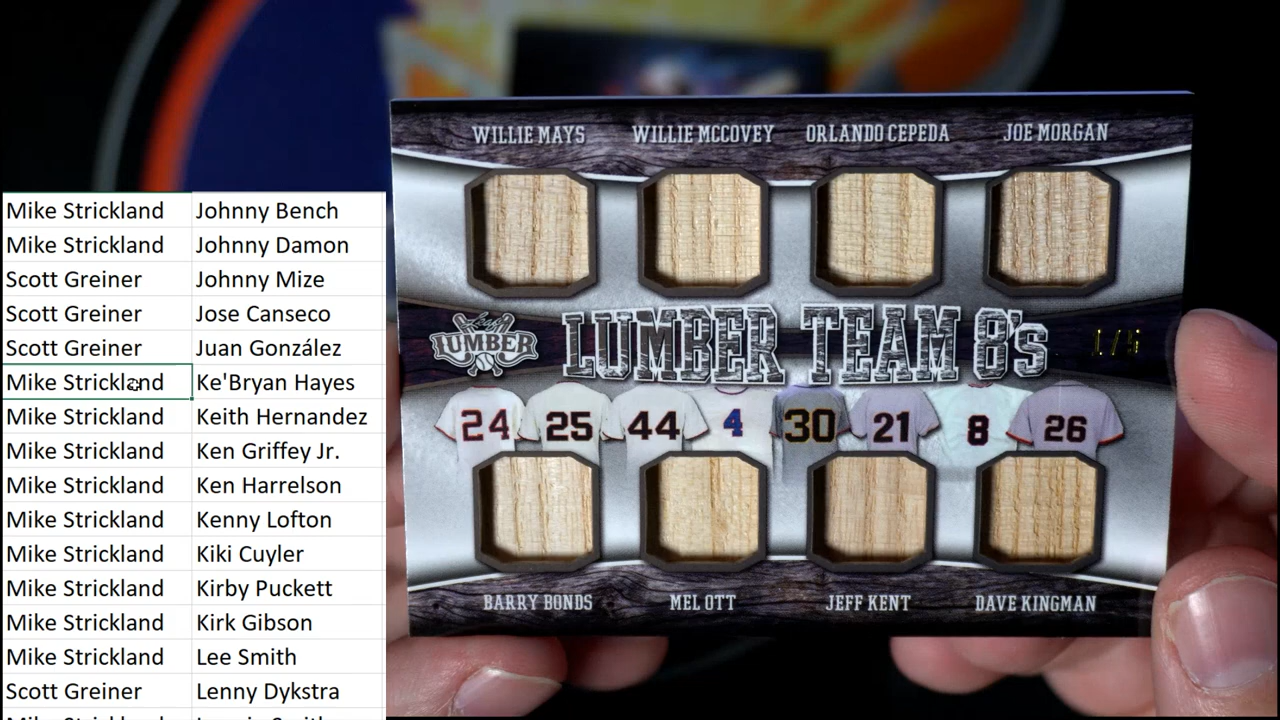 Mike Strickland Johnny Bench
Mike Strickland Johnny Damon
Scott Greiner Johnny Mize
Scott Greiner Jose Canseco
Scott Greiner Juan González
Mike Strickland Ke'Bryan Hayes
Mike Strickland Keith Hernandez
Mike Strickland Ken Griffey Jr.
Mike Strickland Ken Harrelson
Mike Strickland Kenny Lofton
Mike Strickland Kiki Cuyler
Mike Strickland Kirby Puckett
Mike Strickland Kirk Gibson
Mike Strickland Lee Smith
Scott Greiner Lenny Dykstra
WILLIE MAYS WILLIE MCCOVEY ORLANDO CEPEDA JOE MORGAN
Leaf
LUMBER
LUMBER TEAM 8's
1/5
24 25 44 4 30 21 8 26
BARRY BONDS MEL OTT JEFF KENT DAVE KINGMAN